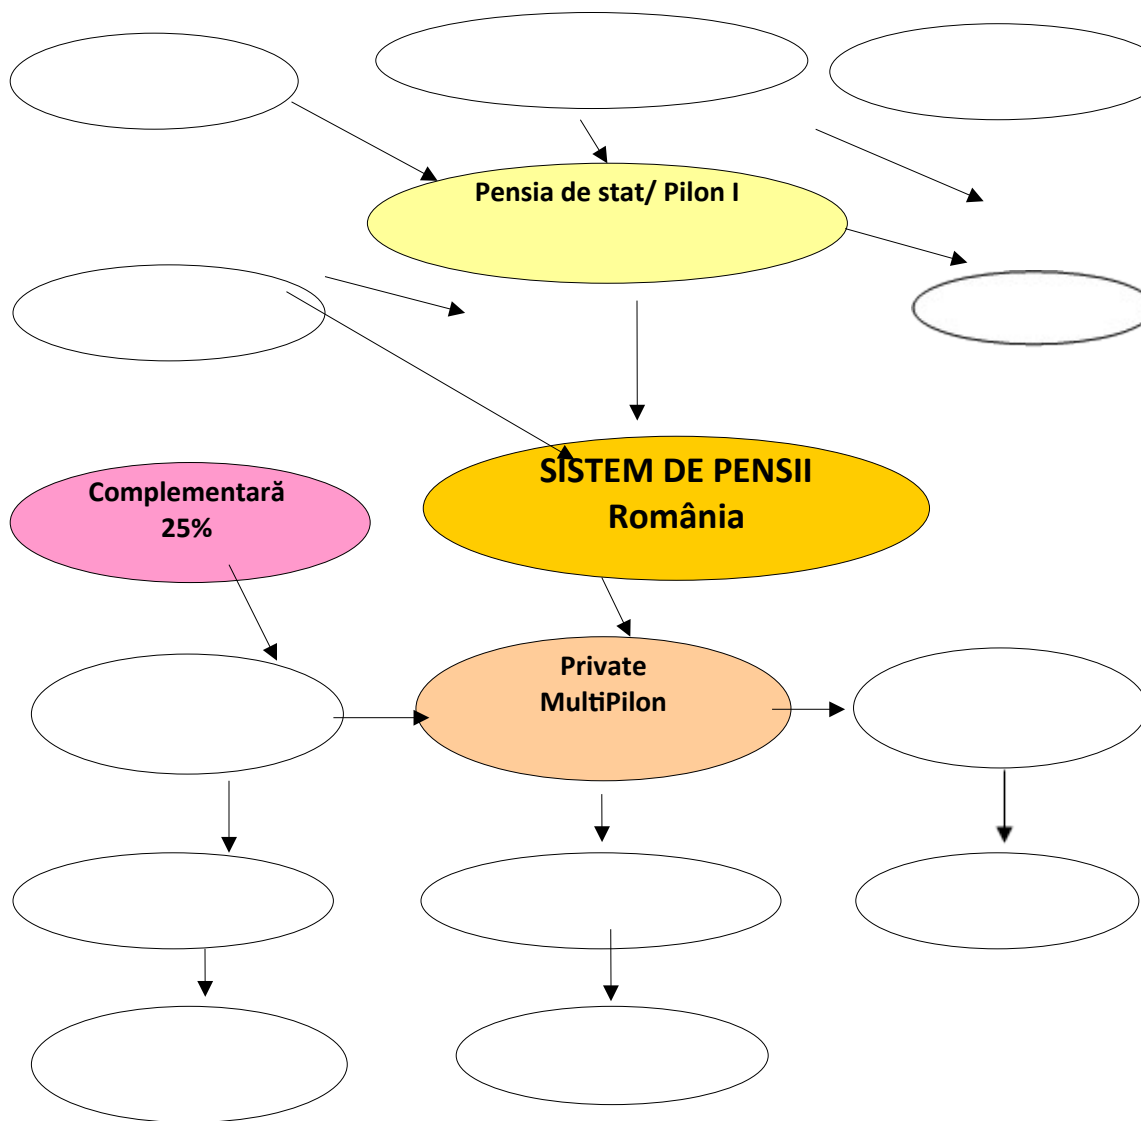 Pensia de stat/ Pilon I
SISTEM DE PENSII
România
Complementară
25%
Private
MultiPilon